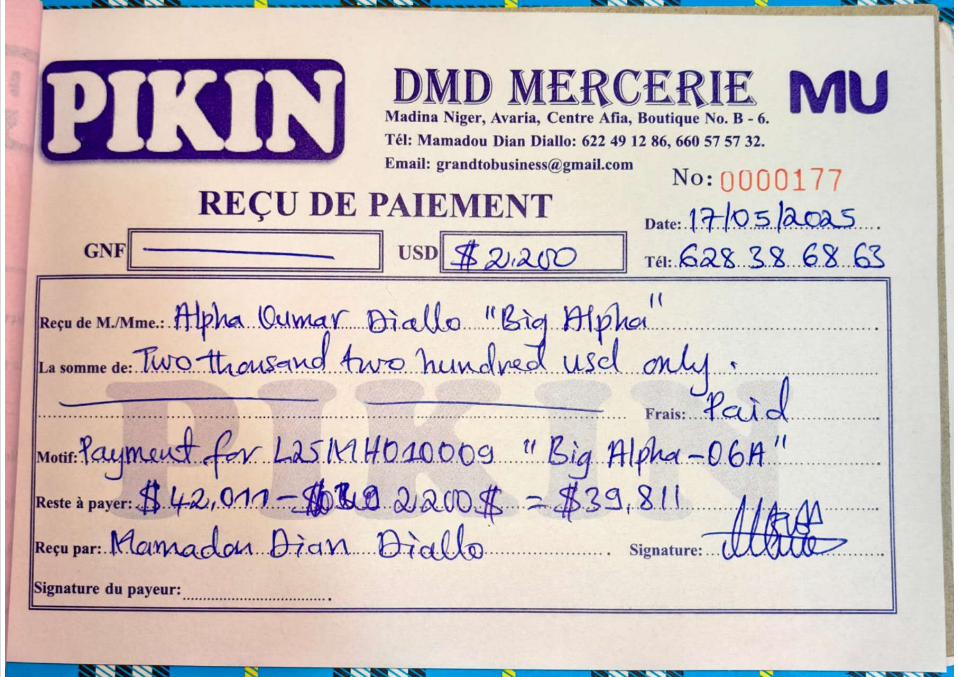 PIKIN
DMD MERCERIE
MU
Madina Niger, Avaria, Centre Afia, Boutique No. B - 6.
Tél: Mamadou Dian Diallo: 622 49 12 86, 660 57 57 32.
Email: grandtobusiness@gmail.com
No: 0000177
REÇU DE PAIEMENT
Date: 17/05/2025
GNF
USD $ 2.200
Tél: 628 38 68 63
Reçu de M./Mme.: Alpha Oumar Diallo "Big Alpha"
La somme de: Two thousand two hundred usd only.
Frais: Paid
Motif: Payment for L25MH010009 "Big Alpha-06A"
Reste à payer: $42,011 - 2200$ = $39,811
Reçu par: Mamadou Dian Diallo Signature:
Signature du payeur:
PIKIN